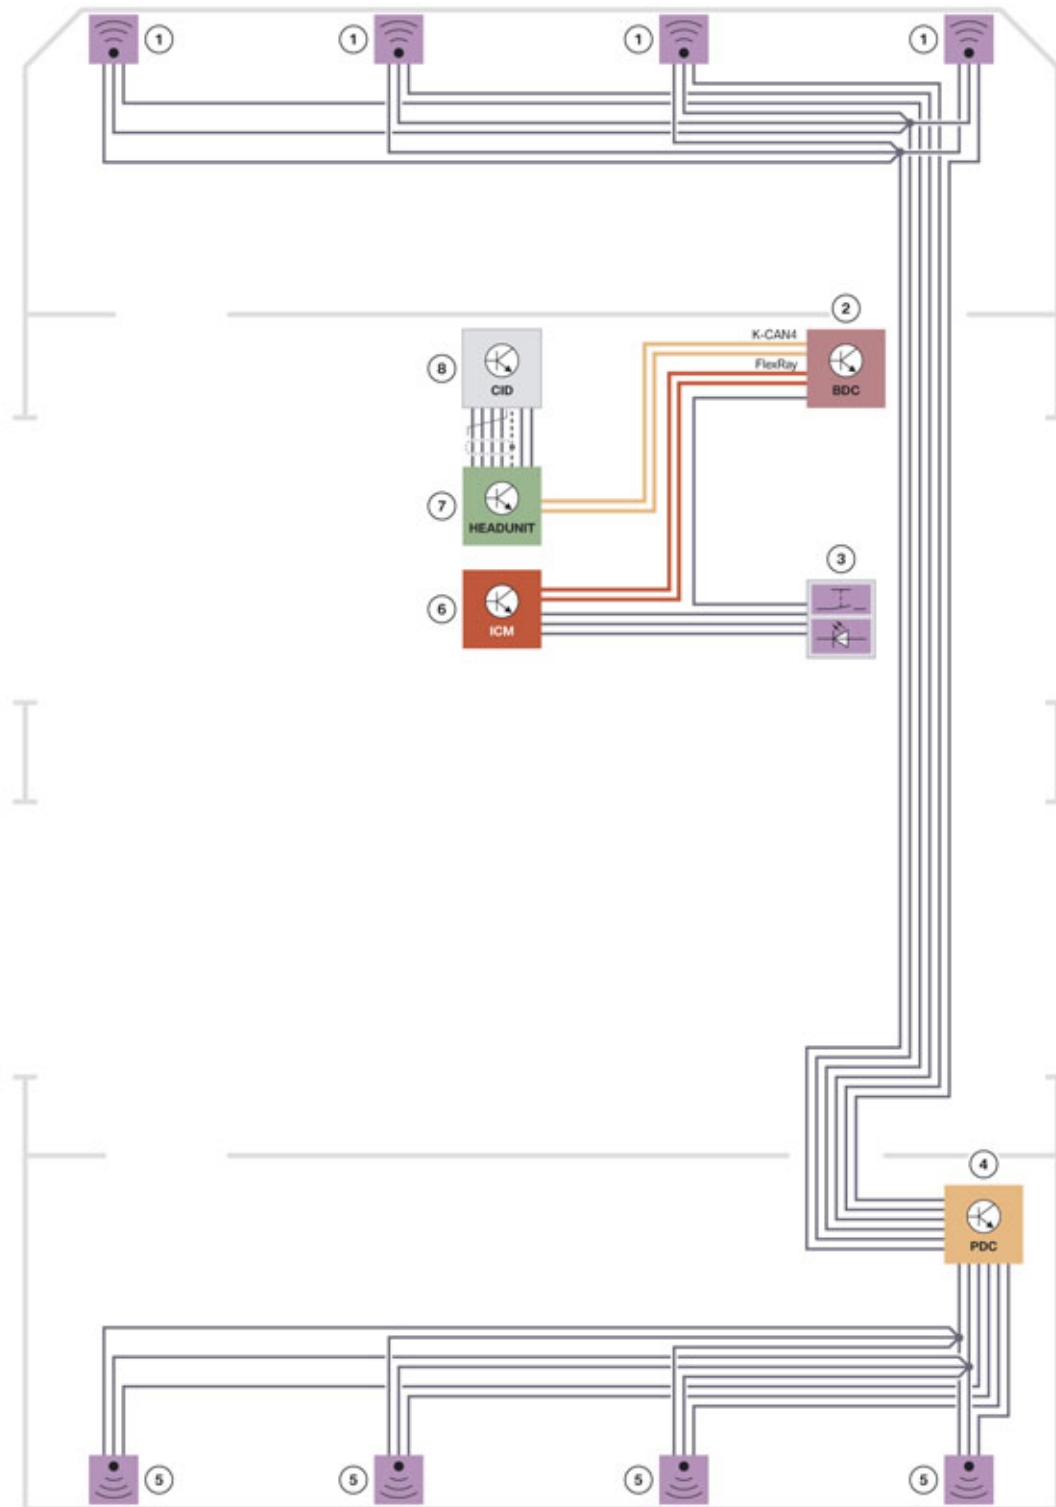 1 1 1 1
2
K-CAN4
FlexRay
8
CID
BDC
7
HEADUNIT
3
6
ICM
4
PDC
5 5 5 5